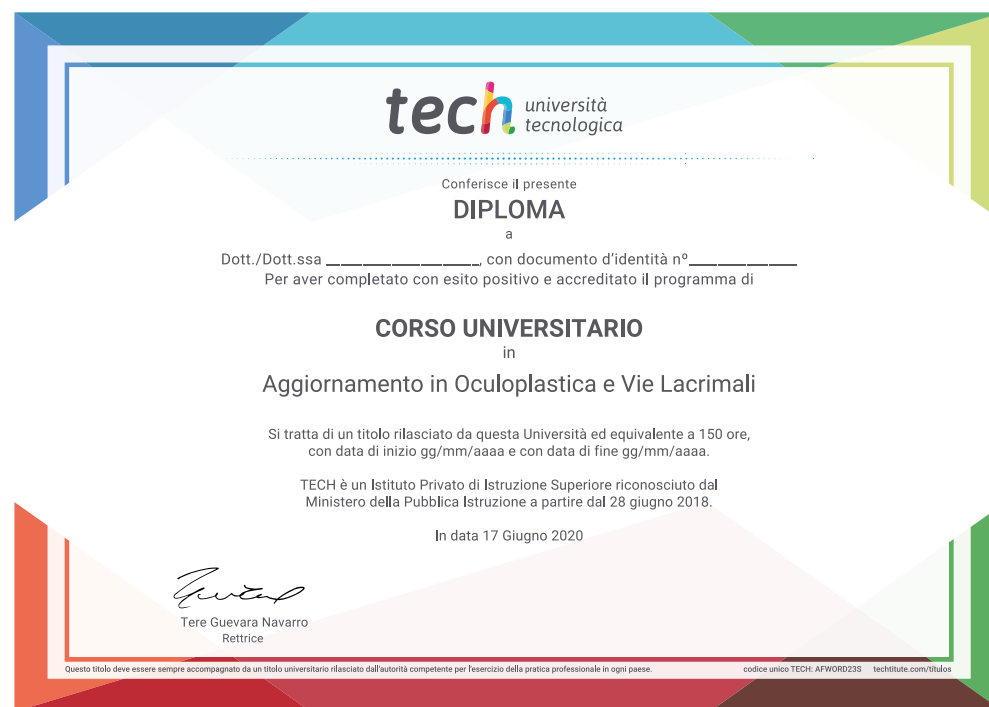 tech università
tecnologica
Conferisce il presente
DIPLOMA
a
Dott./Dott.ssa ____________________, con documento d'identità nº______________
Per aver completato con esito positivo e accreditato il programma di
CORSO UNIVERSITARIO
in
Aggiornamento in Oculoplastica e Vie Lacrimali
Si tratta di un titolo rilasciato da questa Università ed equivalente a 150 ore,
con data di inizio gg/mm/aaaa e con data di fine gg/mm/aaaa.
TECH è un Istituto Privato di Istruzione Superiore riconosciuto dal
Ministero della Pubblica Istruzione a partire dal 28 giugno 2018.
In data 17 Giugno 2020
Tere Guevara Navarro
Rettrice
Questo titolo deve essere sempre accompagnato da un titolo universitario rilasciato dall'autorità competente per l'esercizio della pratica professionale in ogni paese.
codice unico TECH: AFWORD23S techtitute.com/títulos